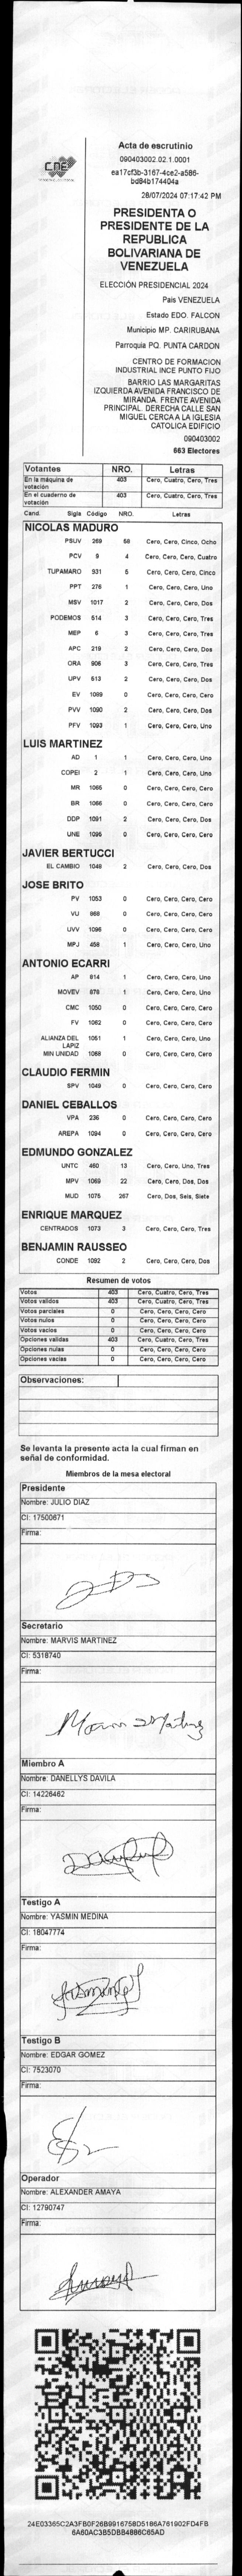 CNE
Acta de escrutinio
090403002.02.1.0001
ea17cf3b-3167-4ce2-a586-
bd84b174404a
28/07/2024 07:17:42 PM
PRESIDENTA O
PRESIDENTE DE LA
REPUBLICA
BOLIVARIANA DE
VENEZUELA
ELECCIÓN PRESIDENCIAL 2024
Pais VENEZUELA
Estado EDO. FALCON
Municipio MP. CARIRUBANA
Parroquia PQ. PUNTA CARDON
CENTRO DE FORMACION
INDUSTRIAL INCE PUNTO FIJO
BARRIO LAS MARGARITAS
IZQUIERDA AVENIDA FRANCISCO DE
MIRANDA. FRENTE AVENIDA
PRINCIPAL. DERECHA CALLE SAN
MIGUEL CERCA A LA IGLESIA
CATOLICA EDIFICIO
090403002
663 Electores
Votantes NRO. Letras
En la máquina de votación 403 Cero, Cuatro, Cero, Tres
En el cuaderno de votación 403 Cero, Cuatro, Cero, Tres
Cand. Sigla Código NRO. Letras
NICOLAS MADURO
PSUV 269 58 Cero, Cero, Cinco, Ocho
PCV 9 4 Cero, Cero, Cero, Cuatro
TUPAMARO 931 5 Cero, Cero, Cero, Cinco
PPT 276 1 Cero, Cero, Cero, Uno
MSV 1017 2 Cero, Cero, Cero, Dos
PODEMOS 514 3 Cero, Cero, Cero, Tres
MEP 6 3 Cero, Cero, Cero, Tres
APC 219 2 Cero, Cero, Cero, Dos
ORA 906 3 Cero, Cero, Cero, Tres
UPV 513 2 Cero, Cero, Cero, Dos
EV 1089 0 Cero, Cero, Cero, Cero
PVV 1090 2 Cero, Cero, Cero, Dos
PFV 1093 1 Cero, Cero, Cero, Uno
LUIS MARTINEZ
AD 1 1 Cero, Cero, Cero, Uno
COPEI 2 1 Cero, Cero, Cero, Uno
MR 1065 0 Cero, Cero, Cero, Cero
BR 1066 0 Cero, Cero, Cero, Cero
DDP 1091 2 Cero, Cero, Cero, Dos
UNE 1095 0 Cero, Cero, Cero, Cero
JAVIER BERTUCCI
EL CAMBIO 1048 2 Cero, Cero, Cero, Dos
JOSE BRITO
PV 1053 0 Cero, Cero, Cero, Cero
VU 868 0 Cero, Cero, Cero, Cero
UVV 1096 0 Cero, Cero, Cero, Cero
MPJ 458 1 Cero, Cero, Cero, Uno
ANTONIO ECARRI
AP 814 1 Cero, Cero, Cero, Uno
MOVEV 878 1 Cero, Cero, Cero, Uno
CMC 1050 0 Cero, Cero, Cero, Cero
FV 1062 0 Cero, Cero, Cero, Cero
ALIANZA DEL LAPIZ 1051 1 Cero, Cero, Cero, Uno
MIN UNIDAD 1068 0 Cero, Cero, Cero, Cero
CLAUDIO FERMIN
SPV 1049 0 Cero, Cero, Cero, Cero
DANIEL CEBALLOS
VPA 236 0 Cero, Cero, Cero, Cero
AREPA 1094 0 Cero, Cero, Cero, Cero
EDMUNDO GONZALEZ
UNTC 460 13 Cero, Cero, Uno, Tres
MPV 1069 22 Cero, Cero, Dos, Dos
MUD 1075 267 Cero, Dos, Seis, Siete
ENRIQUE MARQUEZ
CENTRADOS 1073 3 Cero, Cero, Cero, Tres
BENJAMIN RAUSSEO
CONDE 1092 2 Cero, Cero, Cero, Dos
Resumen de votos
Votos 403 Cero, Cuatro, Cero, Tres
Votos validos 403 Cero, Cuatro, Cero, Tres
Votos parciales 0 Cero, Cero, Cero, Cero
Votos nulos 0 Cero, Cero, Cero, Cero
Votos vacios 0 Cero, Cero, Cero, Cero
Opciones validas 403 Cero, Cuatro, Cero, Tres
Opciones nulas 0 Cero, Cero, Cero, Cero
Opciones vacias 0 Cero, Cero, Cero, Cero
Observaciones:
Se levanta la presente acta la cual firman en
señal de conformidad.
Miembros de la mesa electoral
Presidente
Nombre: JULIO DIAZ
CI: 17500671
Firma:
Secretario
Nombre: MARVIS MARTINEZ
CI: 5318740
Firma:
Miembro A
Nombre: DANELLYS DAVILA
CI: 14226462
Firma:
Testigo A
Nombre: YASMIN MEDINA
CI: 18047774
Firma:
Testigo B
Nombre: EDGAR GOMEZ
CI: 7523070
Firma:
Operador
Nombre: ALEXANDER AMAYA
CI: 12790747
Firma:
24E03365C2A3FB0F26B9916758D5186A761902FD4FB
6A60AC3B5DBB4886C65AD